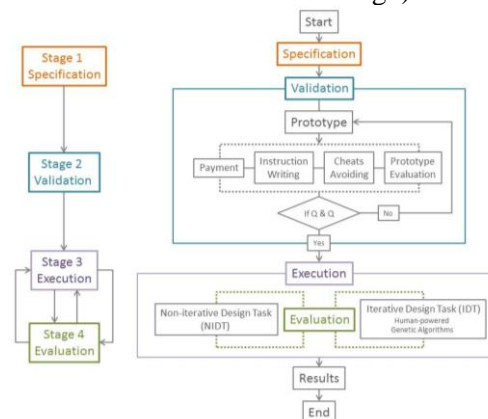 Start
Stage 1
Specification
Specification
Validation
Prototype
Payment
Instruction
Writing
Cheats
Avoiding
Prototype
Evaluation
Stage 2
Validation
If Q & Q
No
Yes
Stage 3
Execution
Execution
Non-iterative Design Task
(NIDT)
Evaluation
Iterative Design Task (IDT)
Human-powered
Genetic Algorithms
Stage 4
Evaluation
Results
End